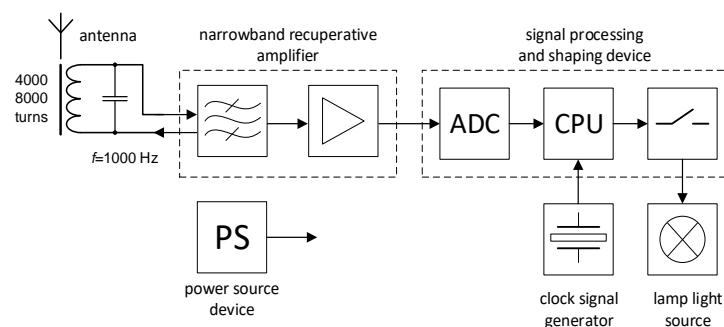 antenna
narrowband recuperative
amplifier
signal processing
and shaping device
4000
8000
turns
ADC
CPU
f=1000 Hz
PS
power source
device
clock signal
generator
lamp light
source